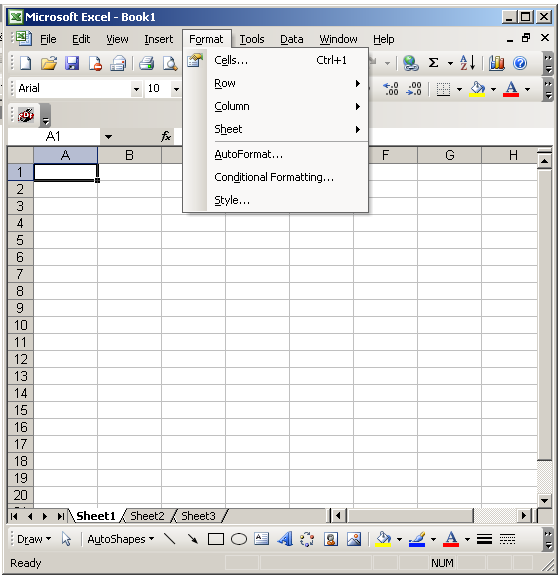 Microsoft Excel - Book1
File Edit View Insert Format Tools Data Window Help
Cells... Ctrl+1
Row
Column
Sheet
AutoFormat...
Conditional Formatting...
Style...
Arial 10
A1 fx
A B F G H
1
2
3
4
5
6
7
8
9
10
11
12
13
14
15
16
17
18
19
20
Sheet1 Sheet2 Sheet3
Draw AutoShapes
Ready NUM